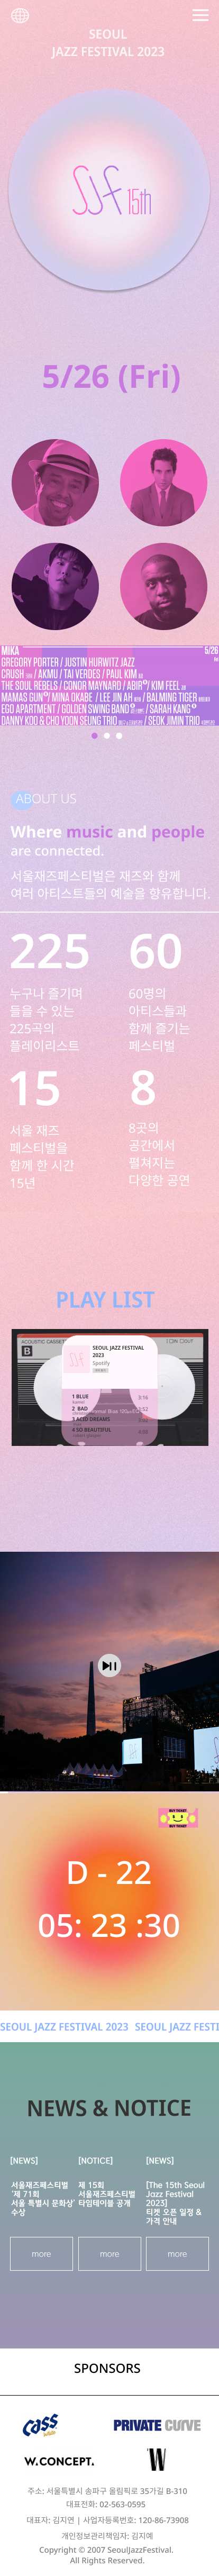 SEOUL
JAZZ FESTIVAL 2023
SJF 15th
5/26 (Fri)
MIKA 5/26
GREGORY PORTER / JUSTIN HURWITZ JAZZ
CRUSH / AKMU / TAI VERDES / PAUL KIM
THE SOUL REBELS / CONOR MAYNARD / ABIR / KIM FEEL
MAMAS GUN / MINA OKABE / LEE JIN AH / BALMING TIGER
EGO APARTMENT / GOLDEN SWING BAND / SARAH KANG
DANNY KOO & CHO YOON SEUNG TRIO / SEOK JIMIN TRIO
ABOUT US
Where music and people
are connected.
서울재즈페스티벌은 재즈와 함께
여러 아티스트들의 예술을 향유합니다.
225
누구나 즐기며
들을 수 있는
225곡의
플레이리스트
60
60명의
아티스들과
함께 즐기는
페스티벌
15
서울 재즈
페스티벌을
함께 한 시간
15년
8
8곳의
공간에서
펼쳐지는
다양한 공연
PLAY LIST
ACOUSTIC CASSETTE
B
SEOUL JAZZ FESTIVAL
2023
Spotify
1 BLUE 3:16
2 BAD
3 ACID DREAMS
4 SO BEAUTIFUL
BUY TICKET
BUY TICKET
D - 22
05: 23 :30
SEOUL JAZZ FESTIVAL 2023 SEOUL JAZZ FESTI
NEWS & NOTICE
[NEWS]
서울재즈페스티벌
'제 71회
서울 특별시 문화상'
수상
more
[NOTICE]
제 15회
서울재즈페스티벌
타임테이블 공개
more
[NEWS]
[The 15th Seoul
Jazz Festival
2023]
티켓 오픈 일정 &
가격 안내
more
SPONSORS
cass
white
PRIVATE CURVE
W.CONCEPT.
W
주소: 서울특별시 송파구 올림픽로 35가길 B-310
대표전화: 02-563-0595
대표자: 김지연 | 사업자등록번호: 120-86-73908
개인정보관리책임자: 김지예
Copyright © 2007 SeoulJazzFestival.
All Rights Reserved.